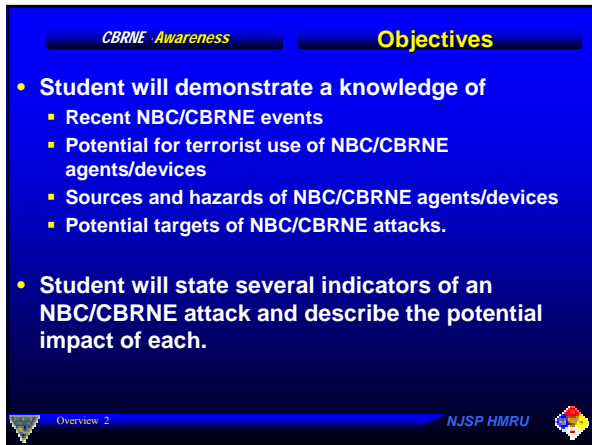 CBRNE Awareness
Objectives
• Student will demonstrate a knowledge of
▪ Recent NBC/CBRNE events
▪ Potential for terrorist use of NBC/CBRNE
agents/devices
▪ Sources and hazards of NBC/CBRNE agents/devices
▪ Potential targets of NBC/CBRNE attacks.
• Student will state several indicators of an
NBC/CBRNE attack and describe the potential
impact of each.
Overview 2
NJSP HMRU